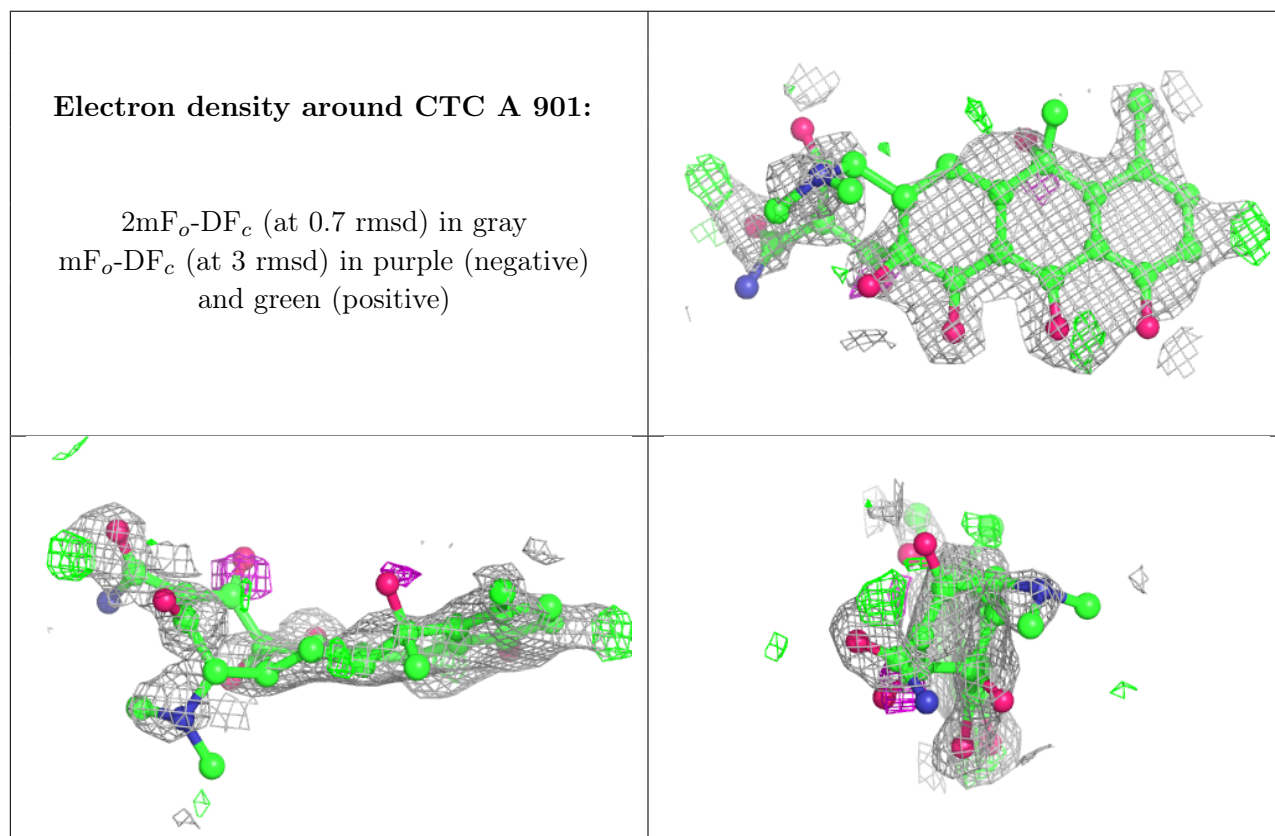 Electron density around CTC A 901:
2mFo-DFc (at 0.7 rmsd) in gray
mFo-DFc (at 3 rmsd) in purple (negative)
and green (positive)